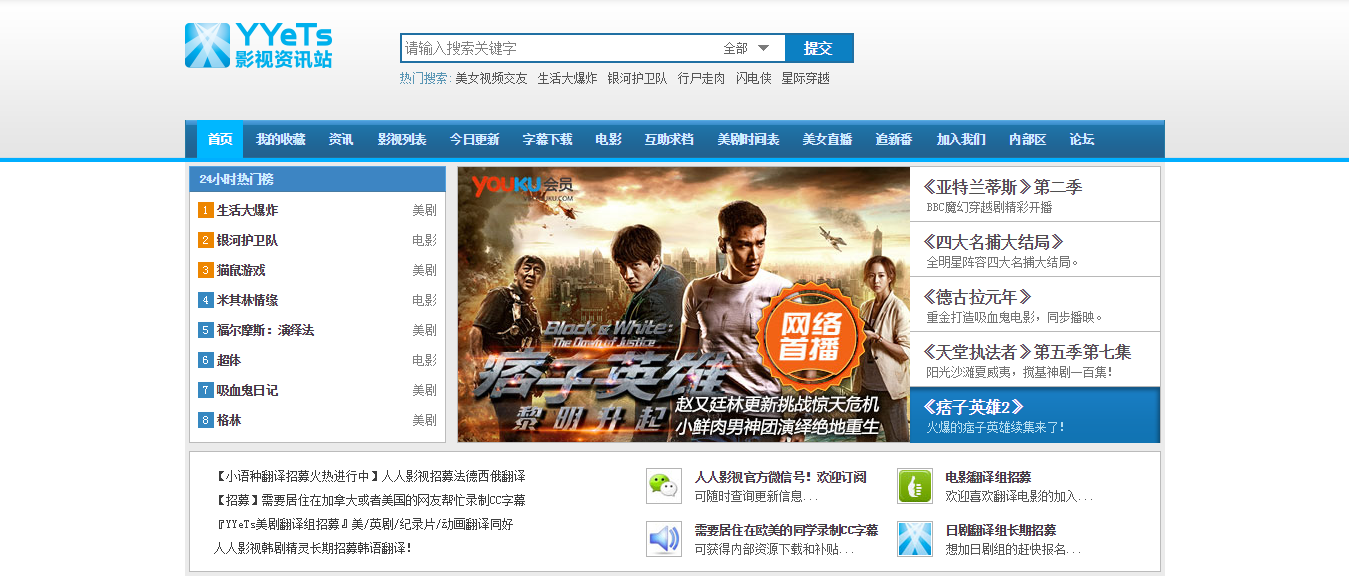 YYeTs
影视资讯站
请输入搜索关键字 全部 提交
热门搜索: 美女视频交友 生活大爆炸 银河护卫队 行尸走肉 闪电侠 星际穿越
首页 我的收藏 资讯 影视列表 今日更新 字幕下载 电影 互助求档 美剧时间表 美女直播 追新番 加入我们 内部区 论坛
24小时热门榜
1 生活大爆炸 美剧
2 银河护卫队 电影
3 猫鼠游戏 美剧
4 米其林情缘 电影
5 福尔摩斯：演绎法 美剧
6 超体 电影
7 吸血鬼日记 美剧
8 格林 美剧
YOUKU会员
VIP.YOUKU.COM
Black & White:
The Dawn of Justice
痞子英雄
黎明升起
网络
首播
赵又廷林更新挑战惊天危机
小鲜肉男神团演绎绝地重生
《亚特兰蒂斯》第二季
BBC魔幻穿越剧精彩开播
《四大名捕大结局》
全明星阵容四大名捕大结局。
《德古拉元年》
重金打造吸血鬼电影，同步播映。
《天堂执法者》第五季第七集
阳光沙滩夏威夷，搅基神剧一百集！
《痞子英雄2》
火爆的痞子英雄续集来了！
【小语种翻译招募火热进行中】人人影视招募法德西俄翻译
【招募】需要居住在加拿大或者美国的网友帮忙录制CC字幕
『YYeTs美剧翻译组招募』美/英剧/纪录片/动画翻译同好
人人影视韩剧精灵长期招募韩语翻译！
人人影视官方微信号！欢迎订阅
可随时查询更新信息...
需要居住在欧美的同学录制CC字幕
可获得内部资源下载和补贴...
电影翻译组招募
欢迎喜欢翻译电影的加入...
日剧翻译组长期招募
想加日剧组的赶快报名...